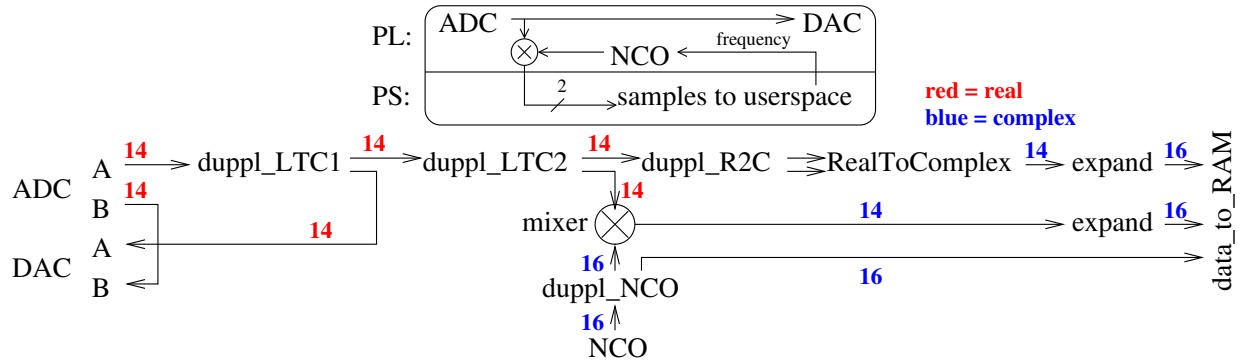 ADC DAC
PL:
frequency
NCO
2
PS: samples to userspace
red = real
blue = complex
14 14 14 14 16
A duppl_LTC1 duppl_LTC2 duppl_R2C RealToComplex expand
ADC 14 14
B mixer 14 expand 16
14
A
DAC 16 16
B duppl_NCO
16
NCO
data_to_RAM